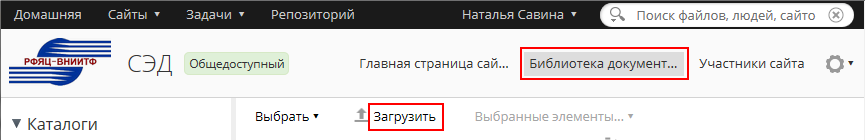 Домашняя Сайты Задачи Репозиторий Наталья Савина Поиск файлов, людей, сайто
РФЯЦ-ВНИИТФ СЭД Общедоступный Главная страница сай... Библиотека документ... Участники сайта
Каталоги Выбрать Загрузить Выбранные элементы...